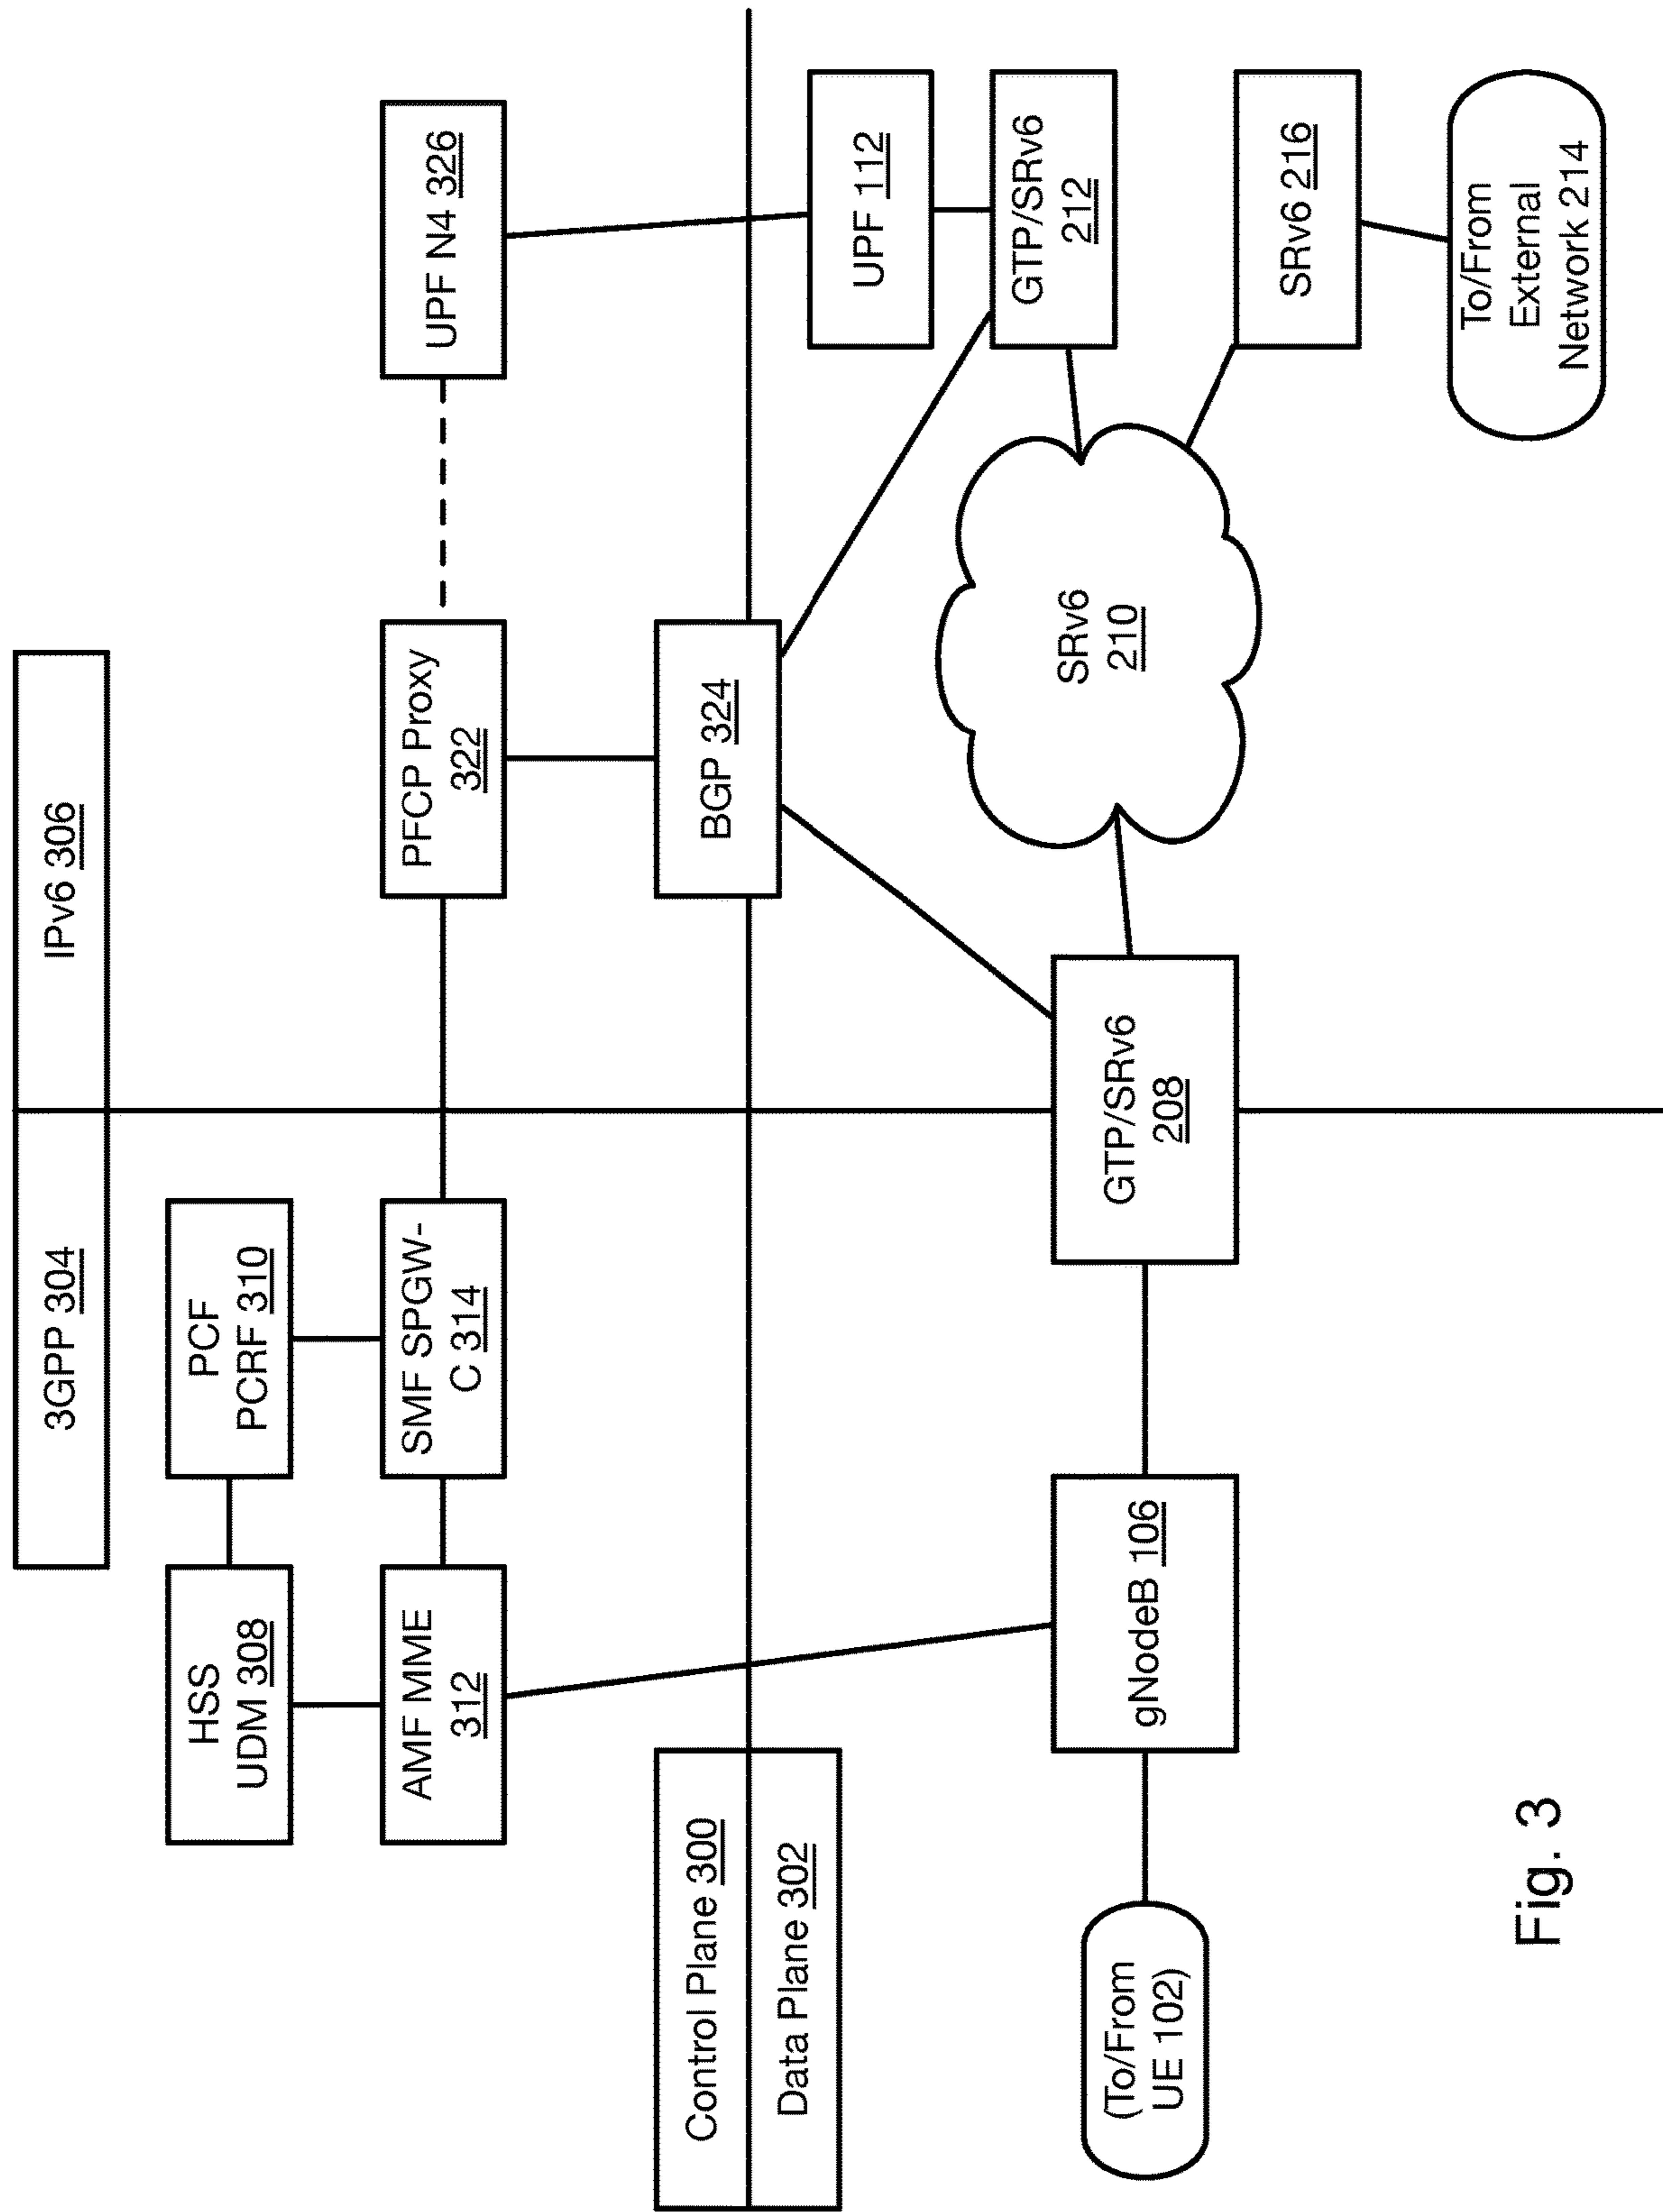 3GPP 304
IPv6 306
HSS
UDM 308
PCF
PCRF 310
AMF MME
312
SMF SPGW-
C 314
PFCP Proxy
322
UPF N4 326
Control Plane 300
BGP 324
Data Plane 302
UPF 112
(To/From
UE 102)
gNodeB 106
GTP/SRv6
208
SRv6
210
GTP/SRv6
212
SRv6 216
To/From
External
Network 214
Fig. 3